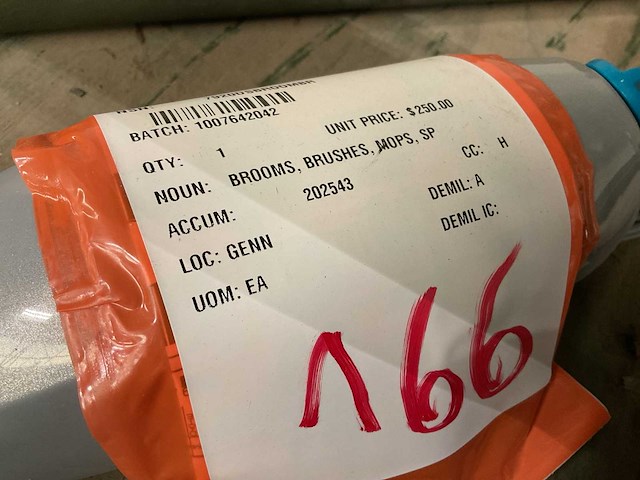 BATCH: 1007642042
UNIT PRICE: $250.00
QTY: 1
NOUN: BROOMS, BRUSHES, MOPS, SP
CC: H
ACCUM: 202543
DEMIL: A
LOC: GENN
DEMIL IC:
UOM: EA
166